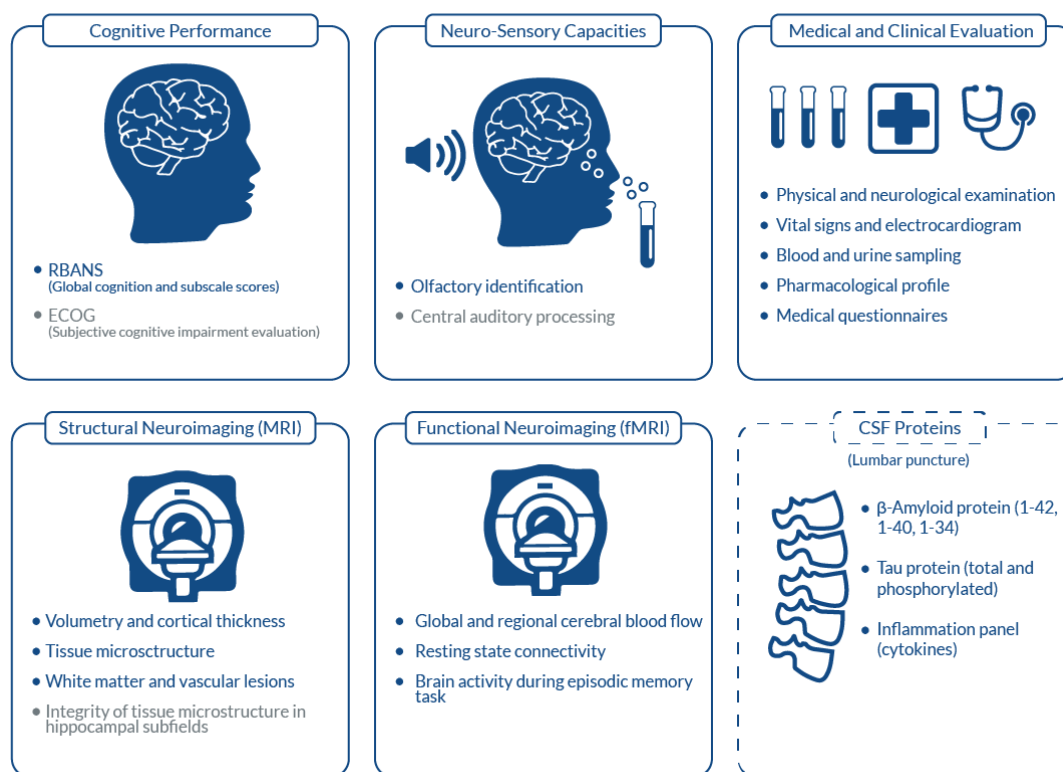 Cognitive Performance
RBANS
(Global cognition and subscale scores)
ECOG
(Subjective cognitive impairment evaluation)
Neuro-Sensory Capacities
Olfactory identification
Central auditory processing
Medical and Clinical Evaluation
Physical and neurological examination
Vital signs and electrocardiogram
Blood and urine sampling
Pharmacological profile
Medical questionnaires
Structural Neuroimaging (MRI)
Volumetry and cortical thickness
Tissue microsctructure
White matter and vascular lesions
Integrity of tissue microstructure in
hippocampal subfields
Functional Neuroimaging (fMRI)
Global and regional cerebral blood flow
Resting state connectivity
Brain activity during episodic memory
task
CSF Proteins
(Lumbar puncture)
β-Amyloid protein (1-42,
1-40, 1-34)
Tau protein (total and
phosphorylated)
Inflammation panel
(cytokines)